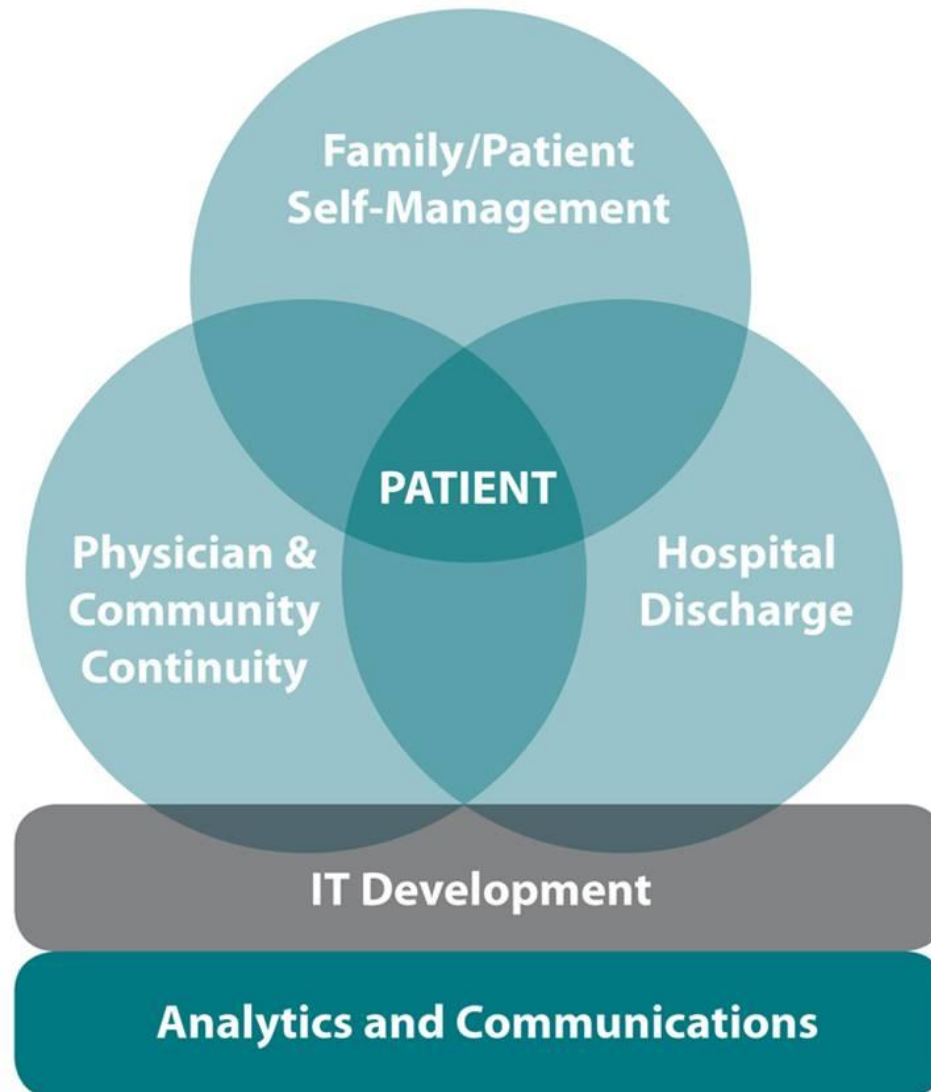 Family/Patient
Self-Management
PATIENT
Physician &
Community
Continuity
Hospital
Discharge
IT Development
Analytics and Communications